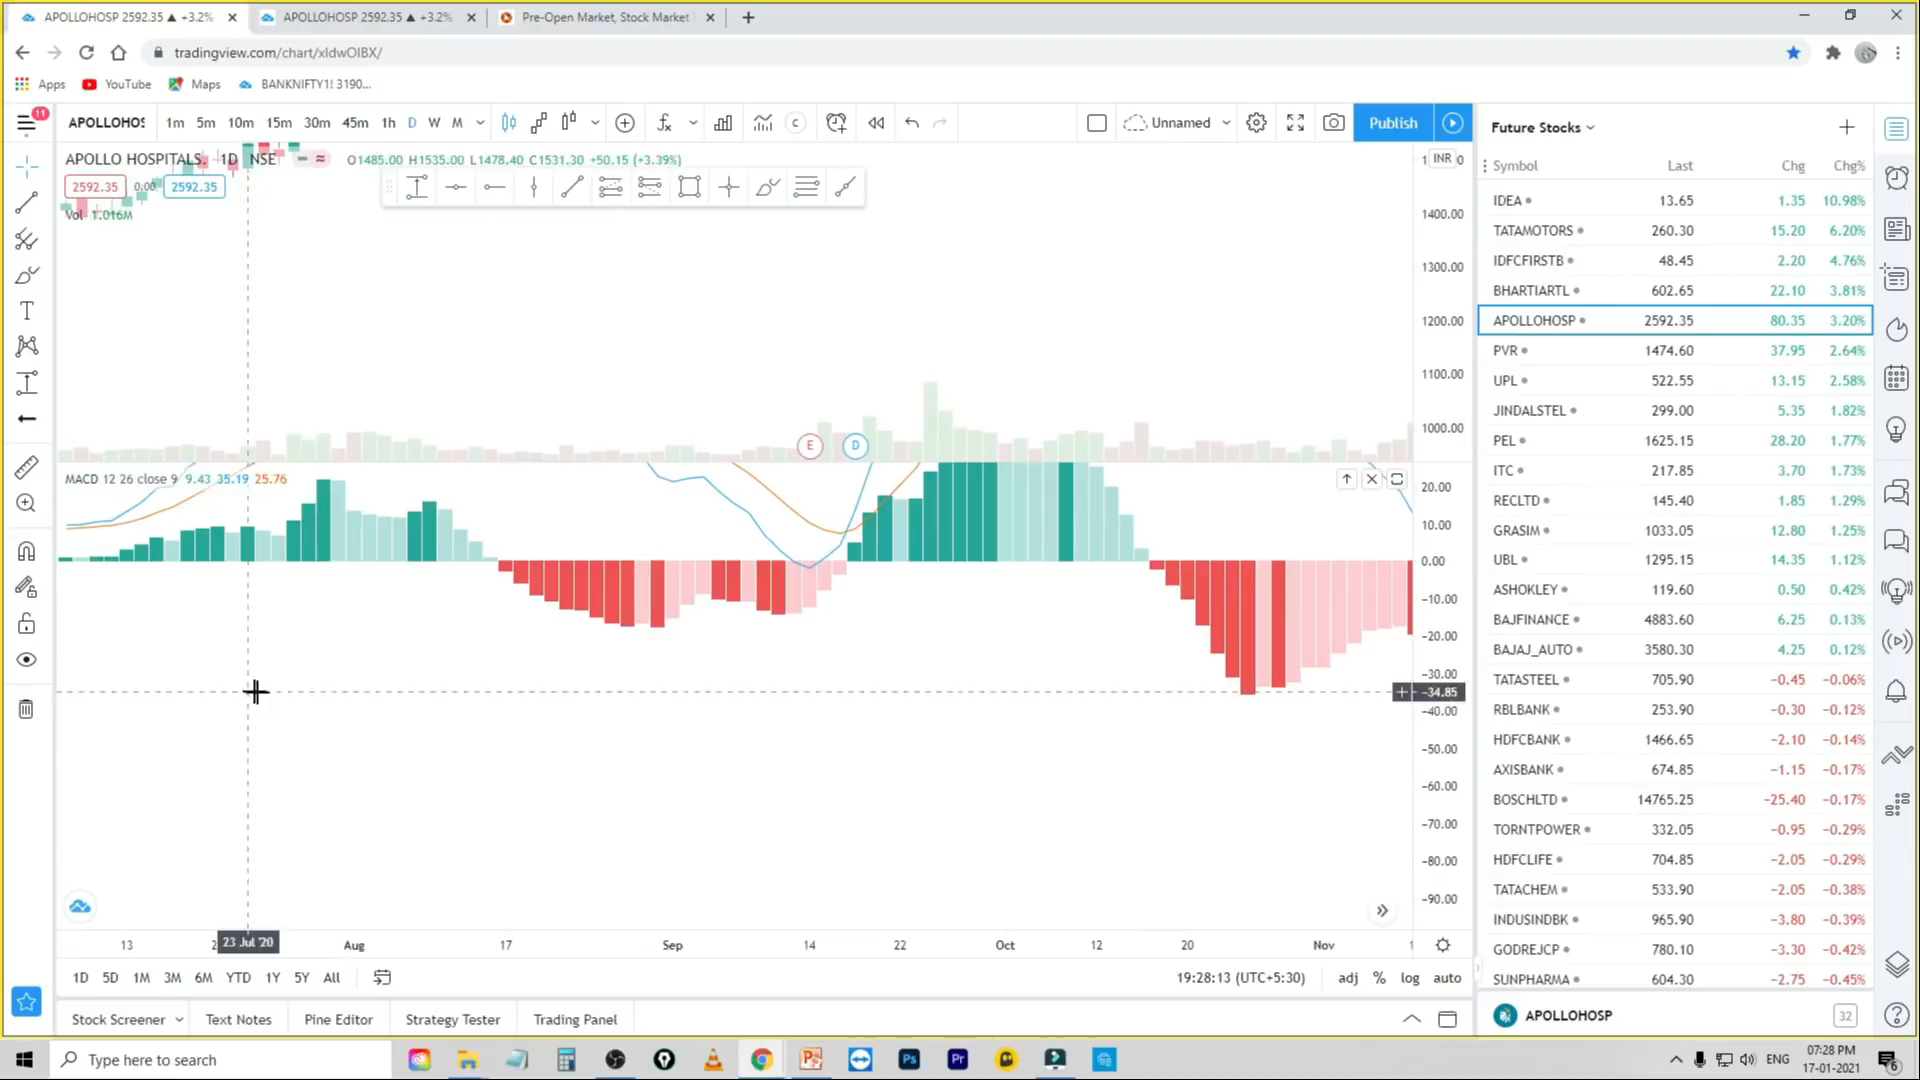 APOLLOHOSP 2592.35 ▲ +3.2%
APOLLOHOSP 2592.35 ▲ +3.2%
Pre-Open Market, Stock Market
tradingview.com/chart/xIdwOIBX/
Apps YouTube Maps BANKNIFTY1! 3190...
11
APOLLOHOS 1m 5m 10m 15m 30m 45m 1h D W M Unnamed Publish
APOLLO HOSPITALS, 1D NSE O1485.00 H1535.00 L1478.40 C1531.30 +50.15 (+3.39%)
2592.35 0.00 2592.35
Vol 1.016M
INR
1400.00
1300.00
1200.00
1100.00
1000.00
E D
MACD 12 26 close 9 9.43 35.19 25.76
20.00
10.00
0.00
−10.00
−20.00
−30.00
−34.85
−40.00
−50.00
−60.00
−70.00
−80.00
−90.00
13 23 Jul '20 Aug 17 Sep 14 22 Oct 12 20 Nov 1
1D 5D 1M 3M 6M YTD 1Y 5Y All 19:28:13 (UTC+5:30) adj % log auto
Stock Screener Text Notes Pine Editor Strategy Tester Trading Panel
Future Stocks
Symbol Last Chg Chg%
IDEA 13.65 1.35 10.98%
TATAMOTORS 260.30 15.20 6.20%
IDFCFIRSTB 48.45 2.20 4.76%
BHARTIARTL 602.65 22.10 3.81%
APOLLOHOSP 2592.35 80.35 3.20%
PVR 1474.60 37.95 2.64%
UPL 522.55 13.15 2.58%
JINDALSTEL 299.00 5.35 1.82%
PEL 1625.15 28.20 1.77%
ITC 217.85 3.70 1.73%
RECLTD 145.40 1.85 1.29%
GRASIM 1033.05 12.80 1.25%
UBL 1295.15 14.35 1.12%
ASHOKLEY 119.60 0.50 0.42%
BAJFINANCE 4883.60 6.25 0.13%
BAJAJ_AUTO 3580.30 4.25 0.12%
TATASTEEL 705.90 −0.45 −0.06%
RBLBANK 253.90 −0.30 −0.12%
HDFCBANK 1466.65 −2.10 −0.14%
AXISBANK 674.85 −1.15 −0.17%
BOSCHLTD 14765.25 −25.40 −0.17%
TORNTPOWER 332.05 −0.95 −0.29%
HDFCLIFE 704.85 −2.05 −0.29%
TATACHEM 533.90 −2.05 −0.38%
INDUSINDBK 965.90 −3.80 −0.39%
GODREJCP 780.10 −3.30 −0.42%
SUNPHARMA 604.30 −2.75 −0.45%
APOLLOHOSP 32
Type here to search
Ps Pr
ENG
07:28 PM
17-01-2021
6